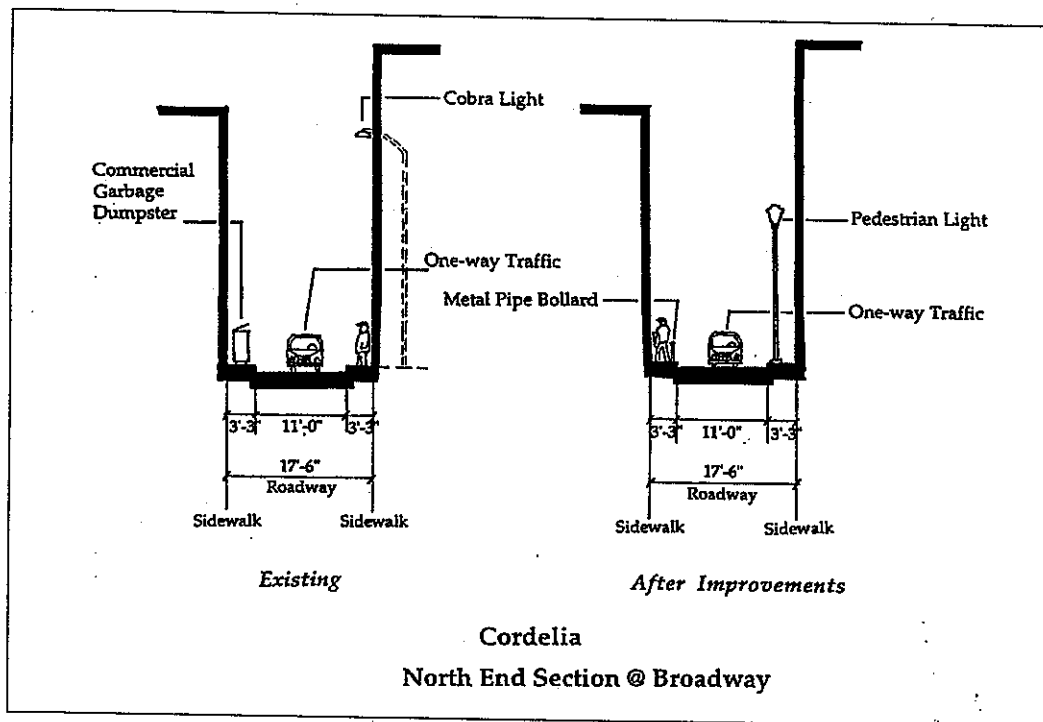 Cobra Light
Commercial
Garbage
Dumpster
One-way Traffic
3'-3" 11'-0" 3'-3"
17'-6"
Roadway
Sidewalk Sidewalk
Existing
Pedestrian Light
Metal Pipe Bollard
One-way Traffic
3'-3" 11'-0" 3'-3"
17'-6"
Roadway
Sidewalk Sidewalk
After Improvements
Cordelia
North End Section @ Broadway